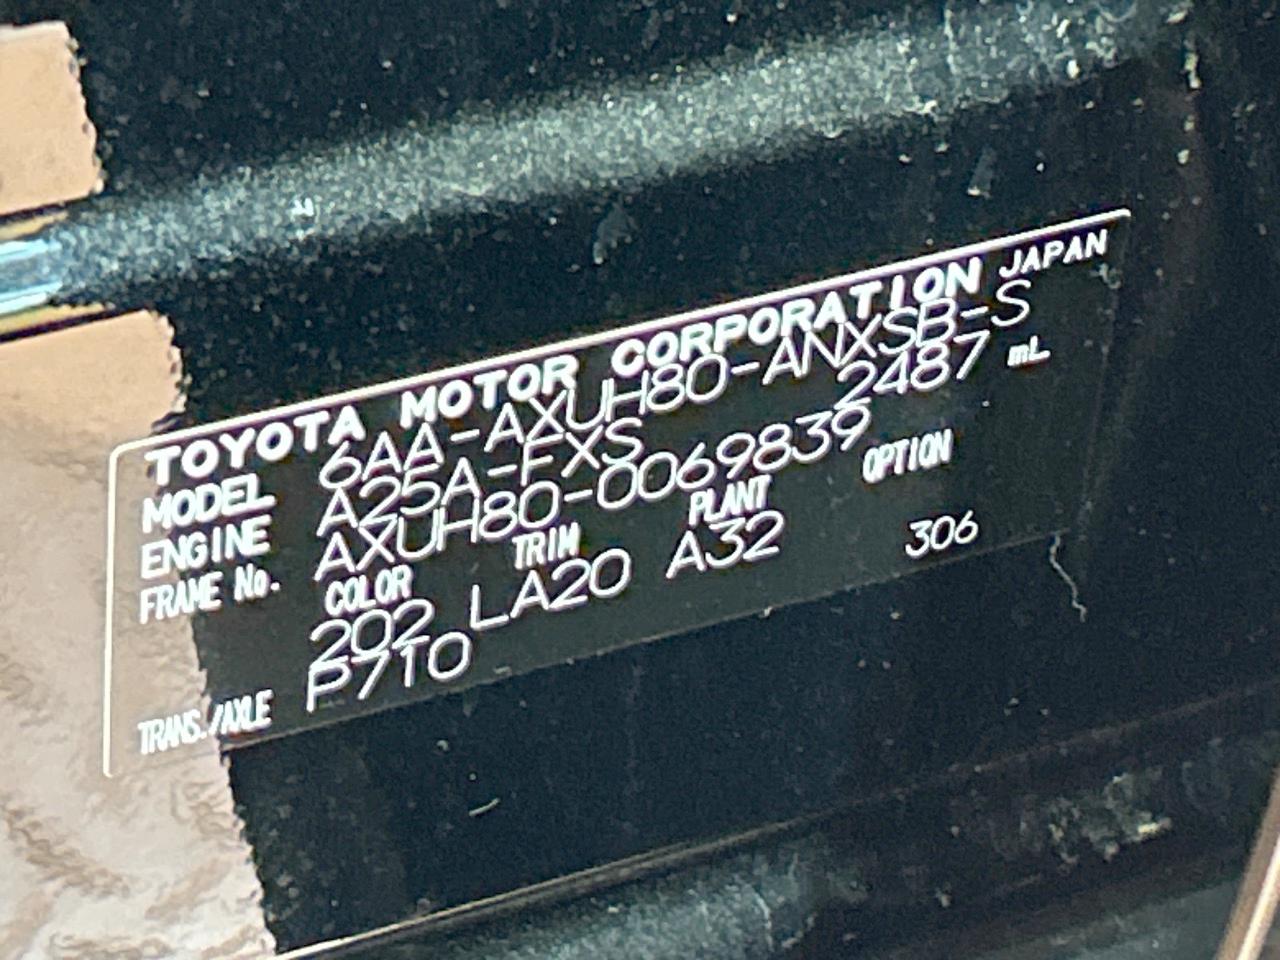 TOYOTA MOTOR CORPORATION JAPAN
MODEL 6AA-AXUH80-ANXSB-S
ENGINE A25A-FXS 2487 mL
FRAME No. AXUH80-0069839
COLOR TRIM PLANT OPTION
202 LA20 A32 306
TRANS./AXLE P710